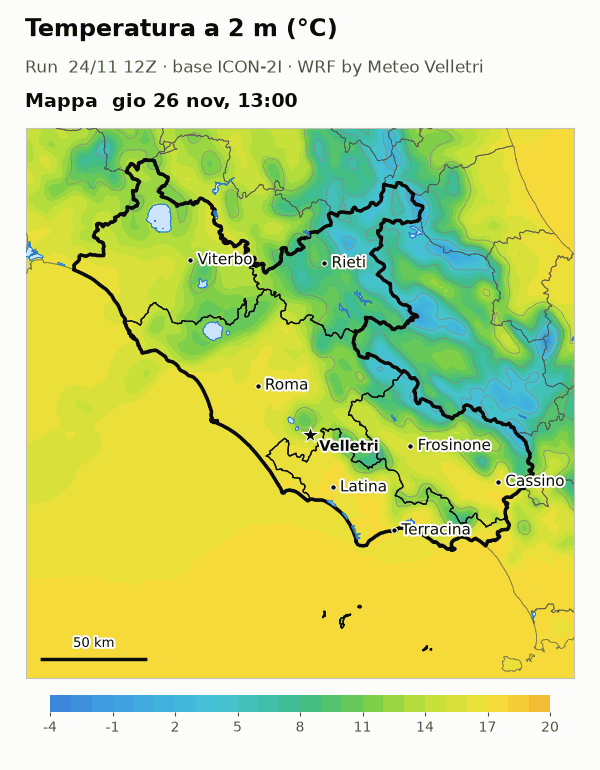 Temperatura a 2 m (°C)
Run  24/11 12Z · base ICON-2I · WRF by Meteo Velletri
Mappa  gio 26 nov, 13:00
Viterbo
Rieti
Roma
Velletri
Frosinone
Cassino
Latina
Terracina
50 km
-4 -1 2 5 8 11 14 17 20